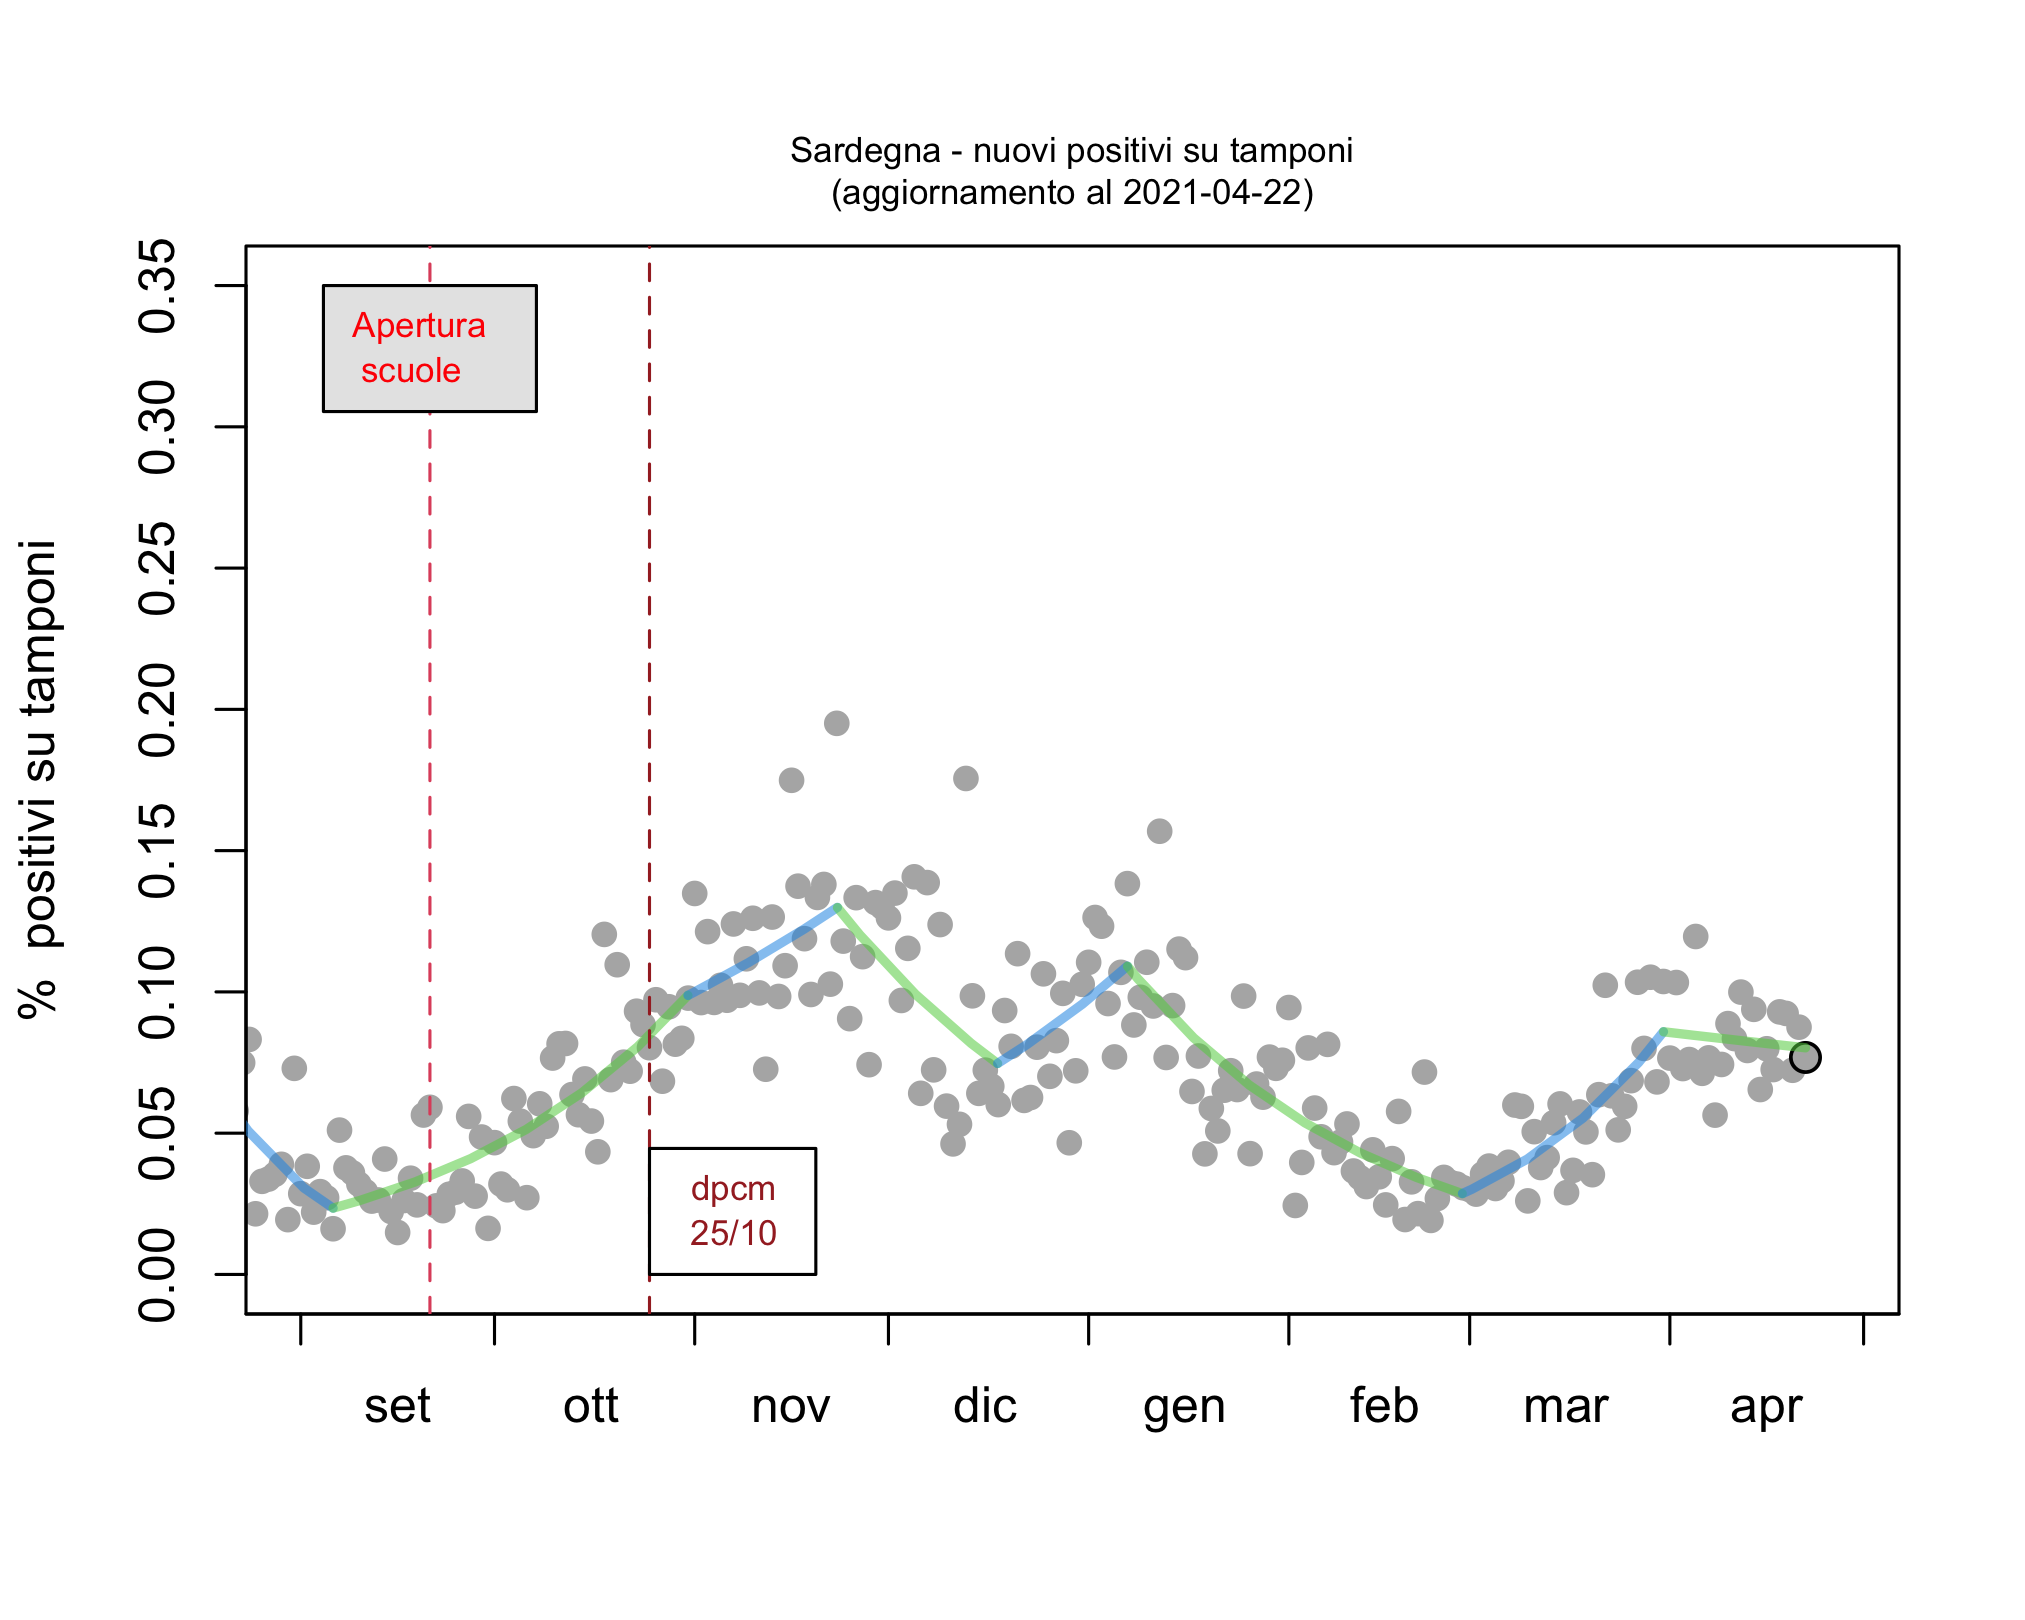 Sardegna - nuovi positivi su tamponi
(aggiornamento al 2021-04-22)
% positivi su tamponi
0.35
0.30
0.25
0.20
0.15
0.10
0.05
0.00
Apertura
scuole
dpcm
25/10
set
ott
nov
dic
gen
feb
mar
apr